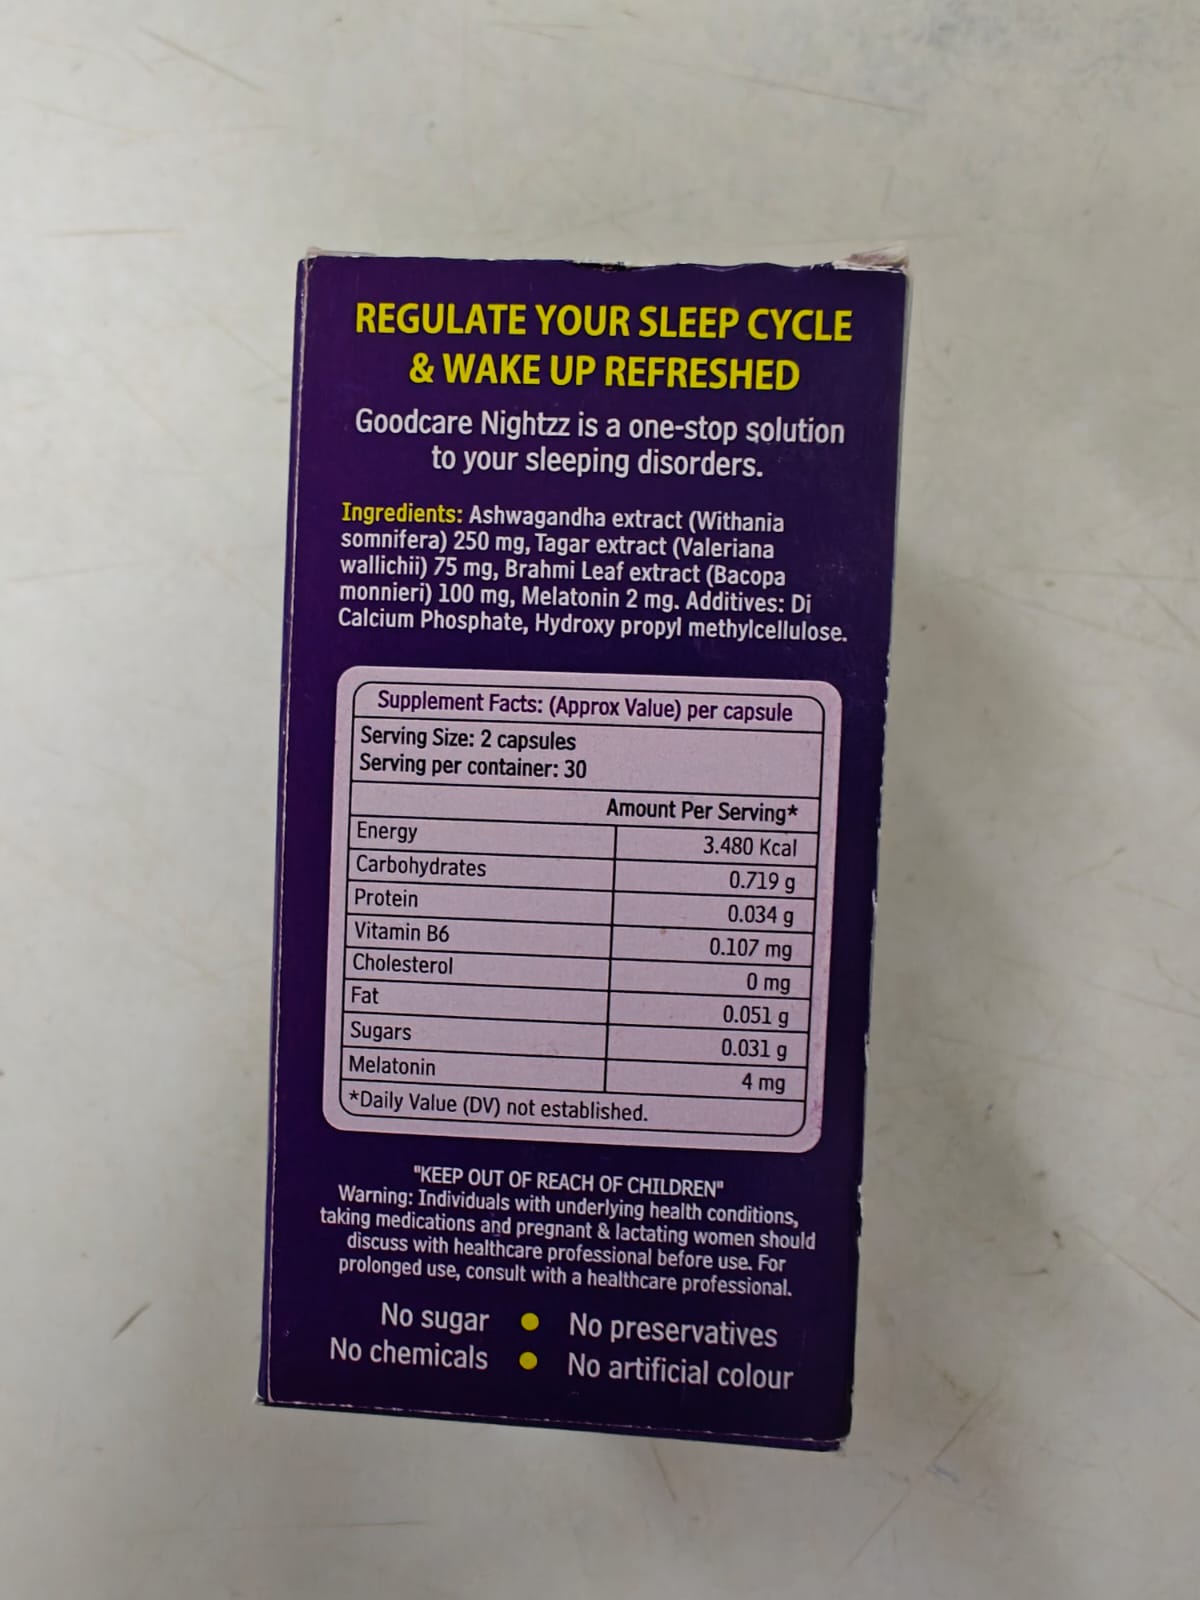 REGULATE YOUR SLEEP CYCLE
& WAKE UP REFRESHED
Goodcare Nightzz is a one-stop solution
to your sleeping disorders.
Ingredients: Ashwagandha extract (Withania
somnifera) 250 mg, Tagar extract (Valeriana
wallichii) 75 mg, Brahmi Leaf extract (Bacopa
monnieri) 100 mg, Melatonin 2 mg. Additives: Di
Calcium Phosphate, Hydroxy propyl methylcellulose.
Supplement Facts: (Approx Value) per capsule
Serving Size: 2 capsules
Serving per container: 30
Amount Per Serving*
Energy 3.480 Kcal
Carbohydrates 0.719 g
Protein 0.034 g
Vitamin B6 0.107 mg
Cholesterol 0 mg
Fat 0.051 g
Sugars 0.031 g
Melatonin 4 mg
*Daily Value (DV) not established.
"KEEP OUT OF REACH OF CHILDREN"
Warning: Individuals with underlying health conditions,
taking medications and pregnant & lactating women should
discuss with healthcare professional before use. For
prolonged use, consult with a healthcare professional.
No sugar ● No preservatives
No chemicals ● No artificial colour